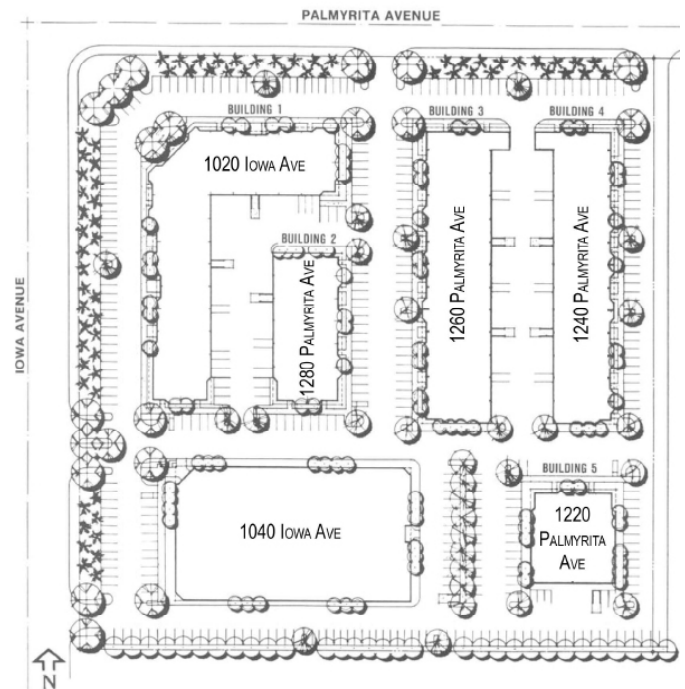 PALMYRITA AVENUE
IOWA AVENUE
BUILDING 1
1020 IOWA AVE
BUILDING 2
1280 PALMYRITA AVE
BUILDING 3
1260 PALMYRITA AVE
BUILDING 4
1240 PALMYRITA AVE
1040 IOWA AVE
BUILDING 5
1220
PALMYRITA
AVE
N